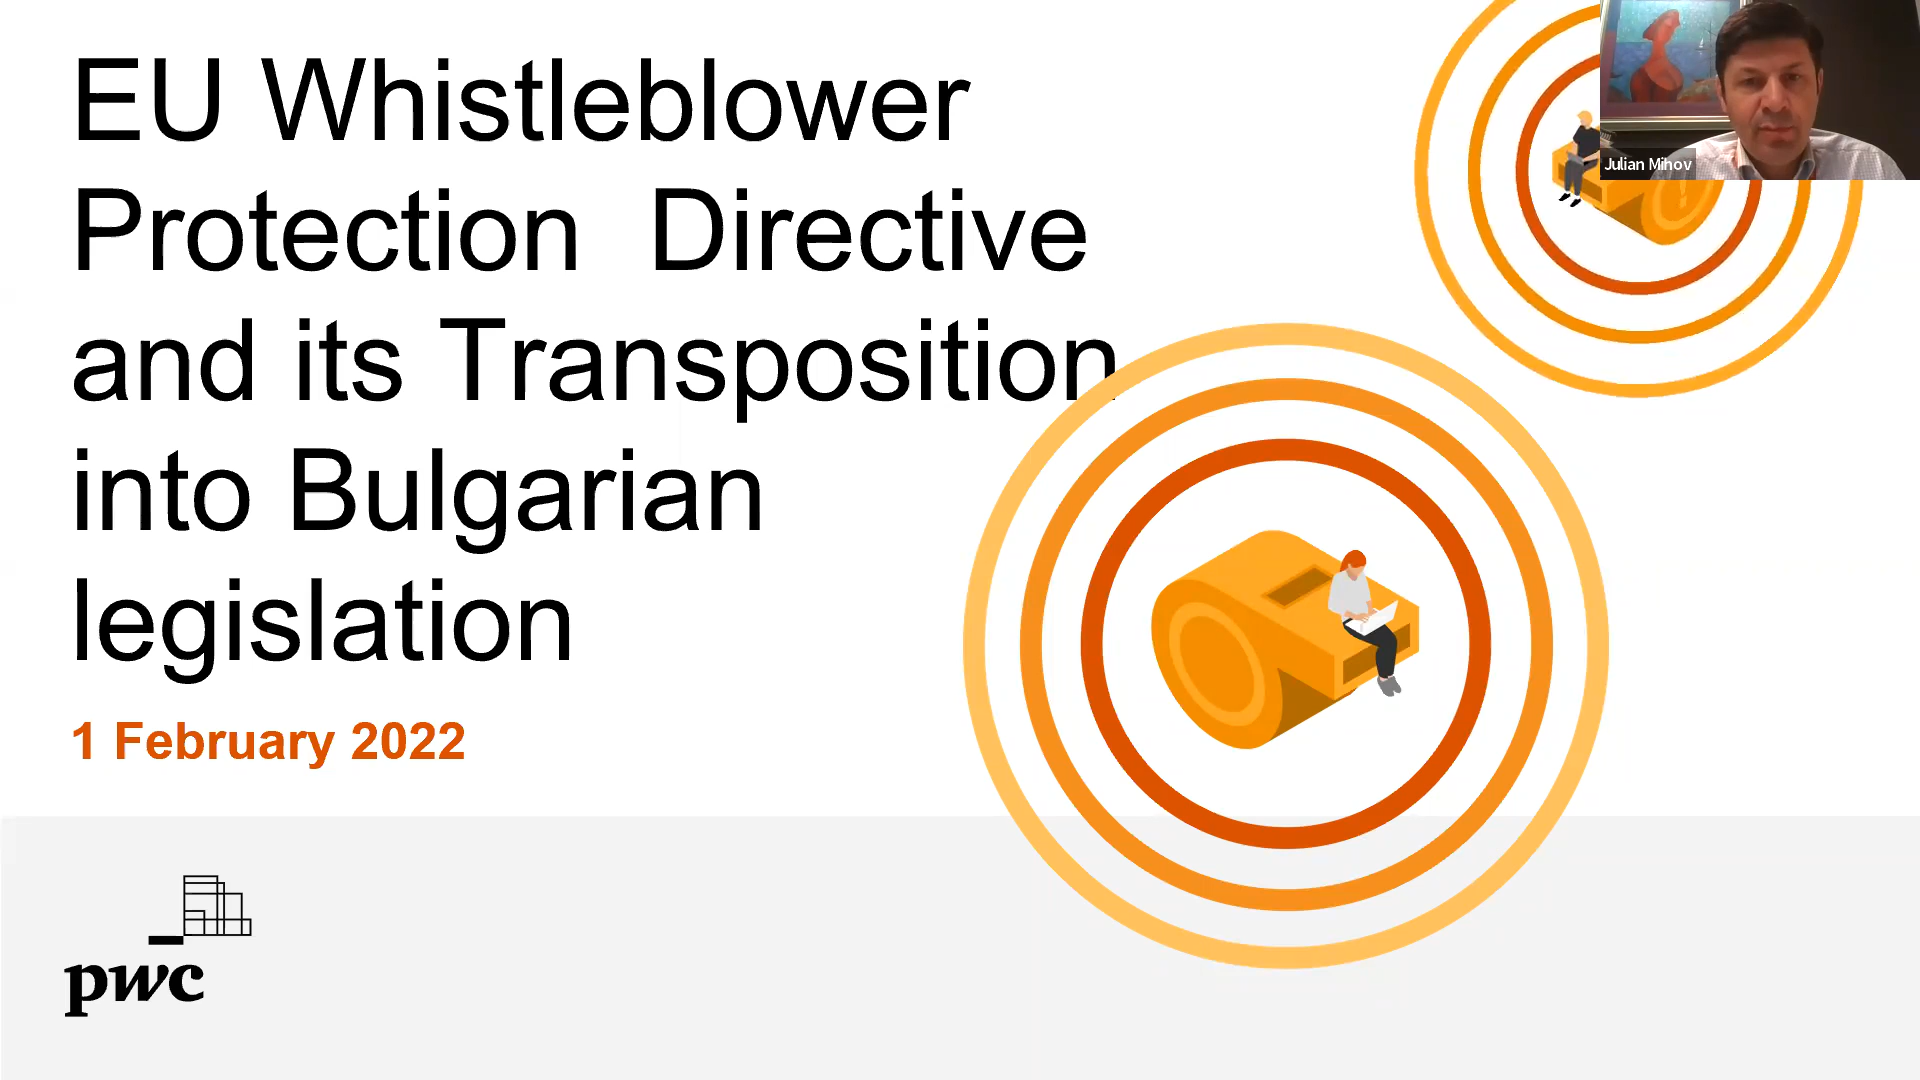 EU Whistleblower
Protection  Directive
and its Transposition
into Bulgarian
legislation
1 February 2022
Julian Mihov
pwc